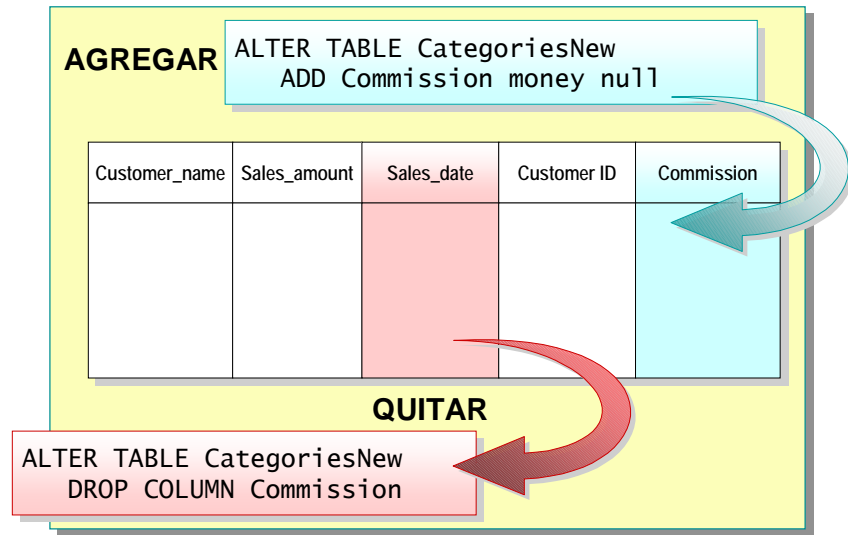 AGREGAR
ALTER TABLE CategoriesNew
ADD Commission money null
Customer_name Sales_amount Sales_date Customer ID Commission
QUITAR
ALTER TABLE CategoriesNew
DROP COLUMN Commission